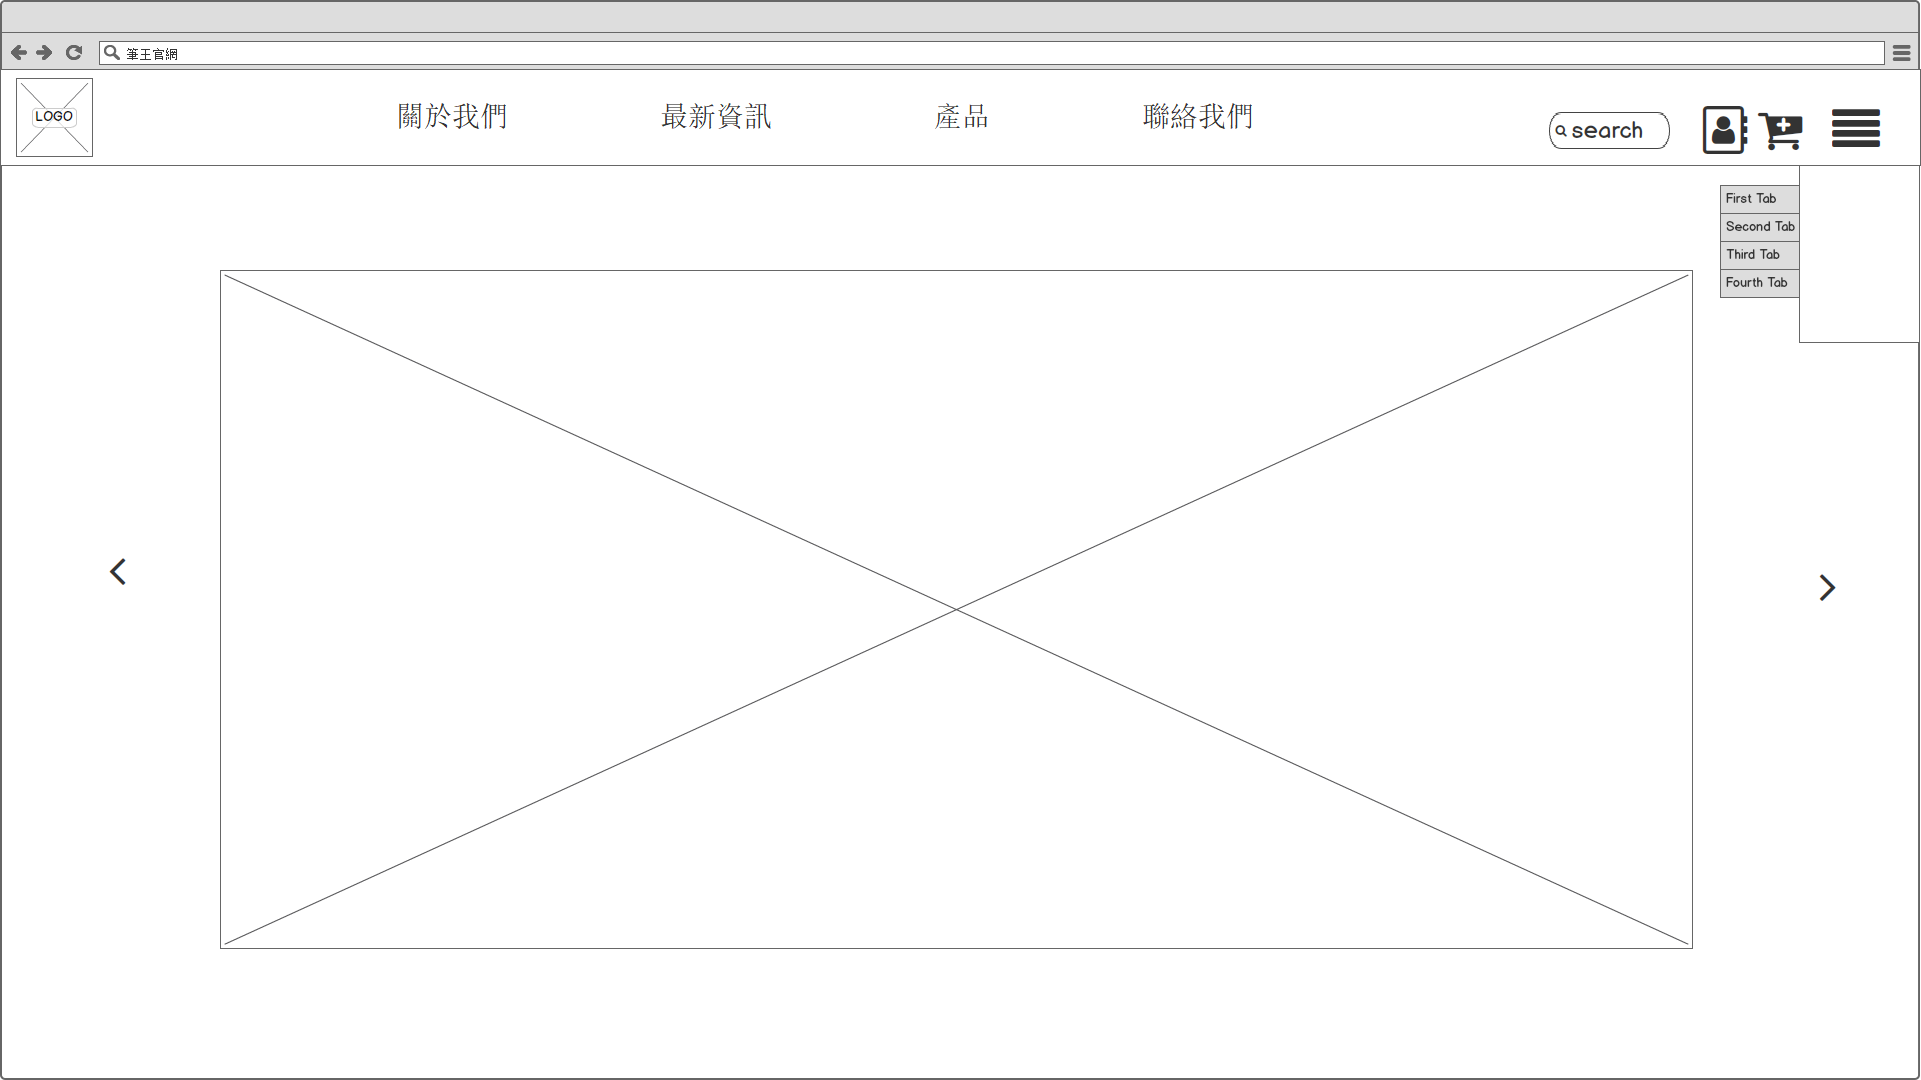 筆王官網
LOGO
關於我們
最新資訊
產品
聯絡我們
search
First Tab
Second Tab
Third Tab
Fourth Tab